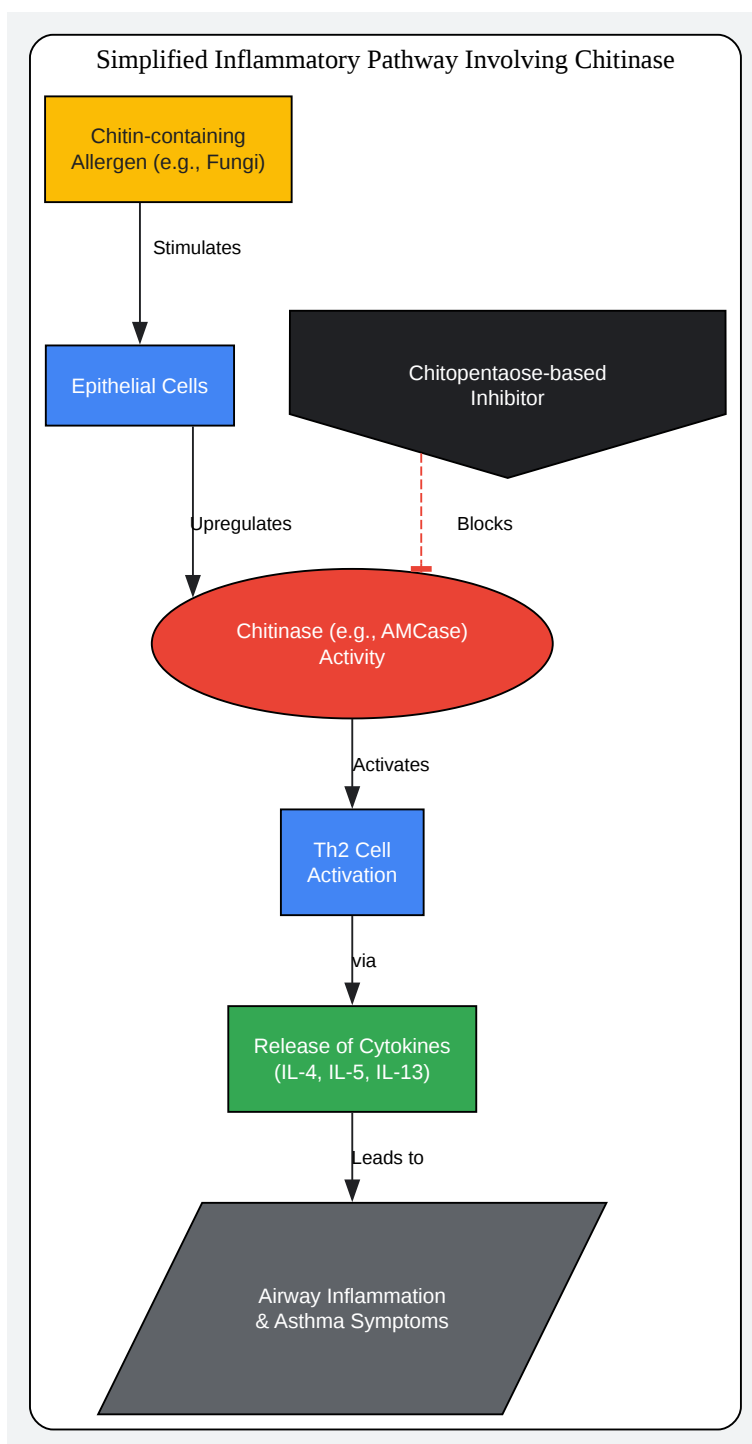 Simplified Inflammatory Pathway Involving Chitinase
Chitin-containing
Allergen (e.g., Fungi)
Stimulates
Epithelial Cells
Chitopentaose-based
Inhibitor
Upregulates
Blocks
Chitinase (e.g., AMCase)
Activity
Activates
Th2 Cell
Activation
via
Release of Cytokines
(IL-4, IL-5, IL-13)
Leads to
Airway Inflammation
& Asthma Symptoms